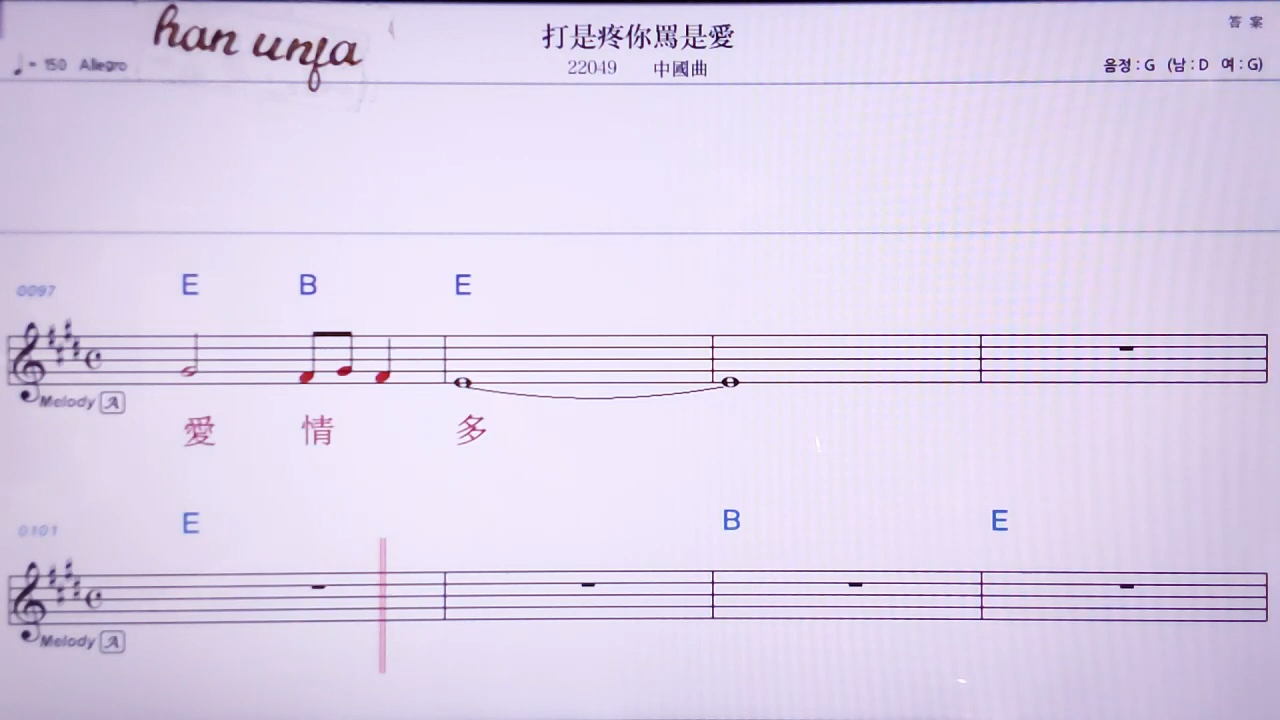 han unfa
打是疼你罵是愛
答案
♩= 150 Allegro
22049 中國曲
음정 : G (남 : D 여 : G)
0097
E B E
Melody A
愛 情 多
0101
E B E
Melody A